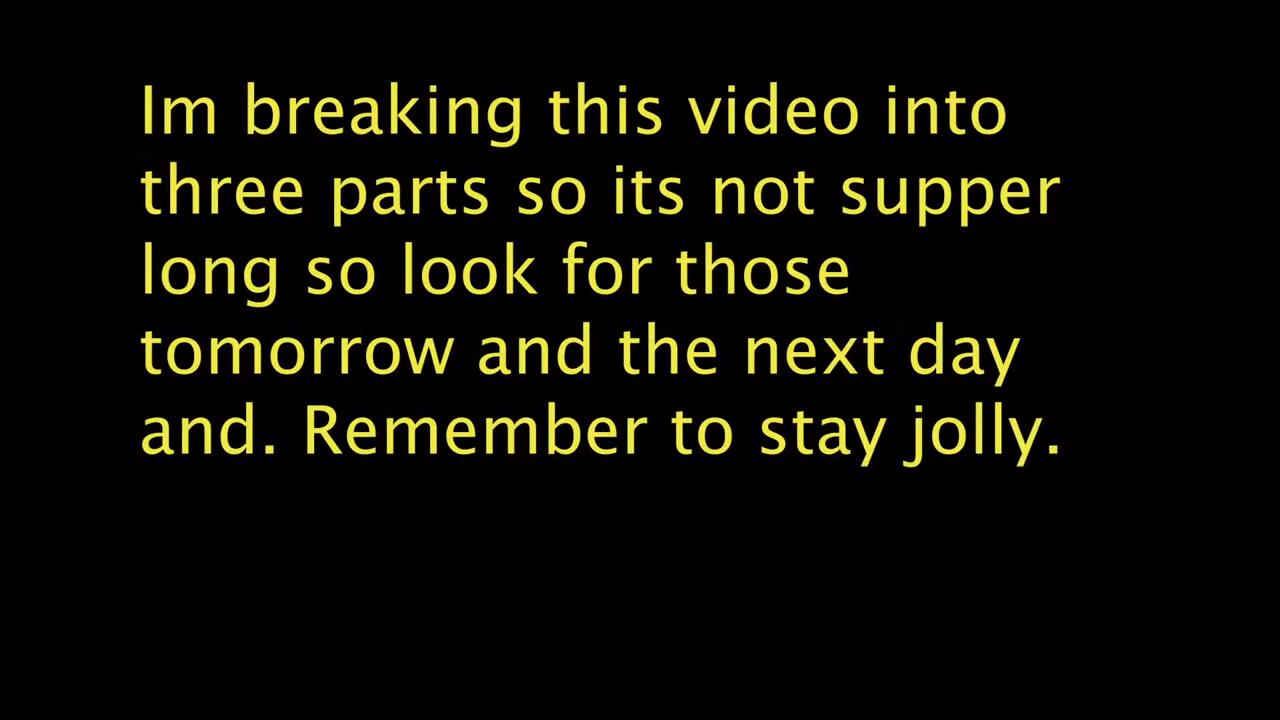 Im breaking this video into
three parts so its not supper
long so look for those
tomorrow and the next day
and. Remember to stay jolly.